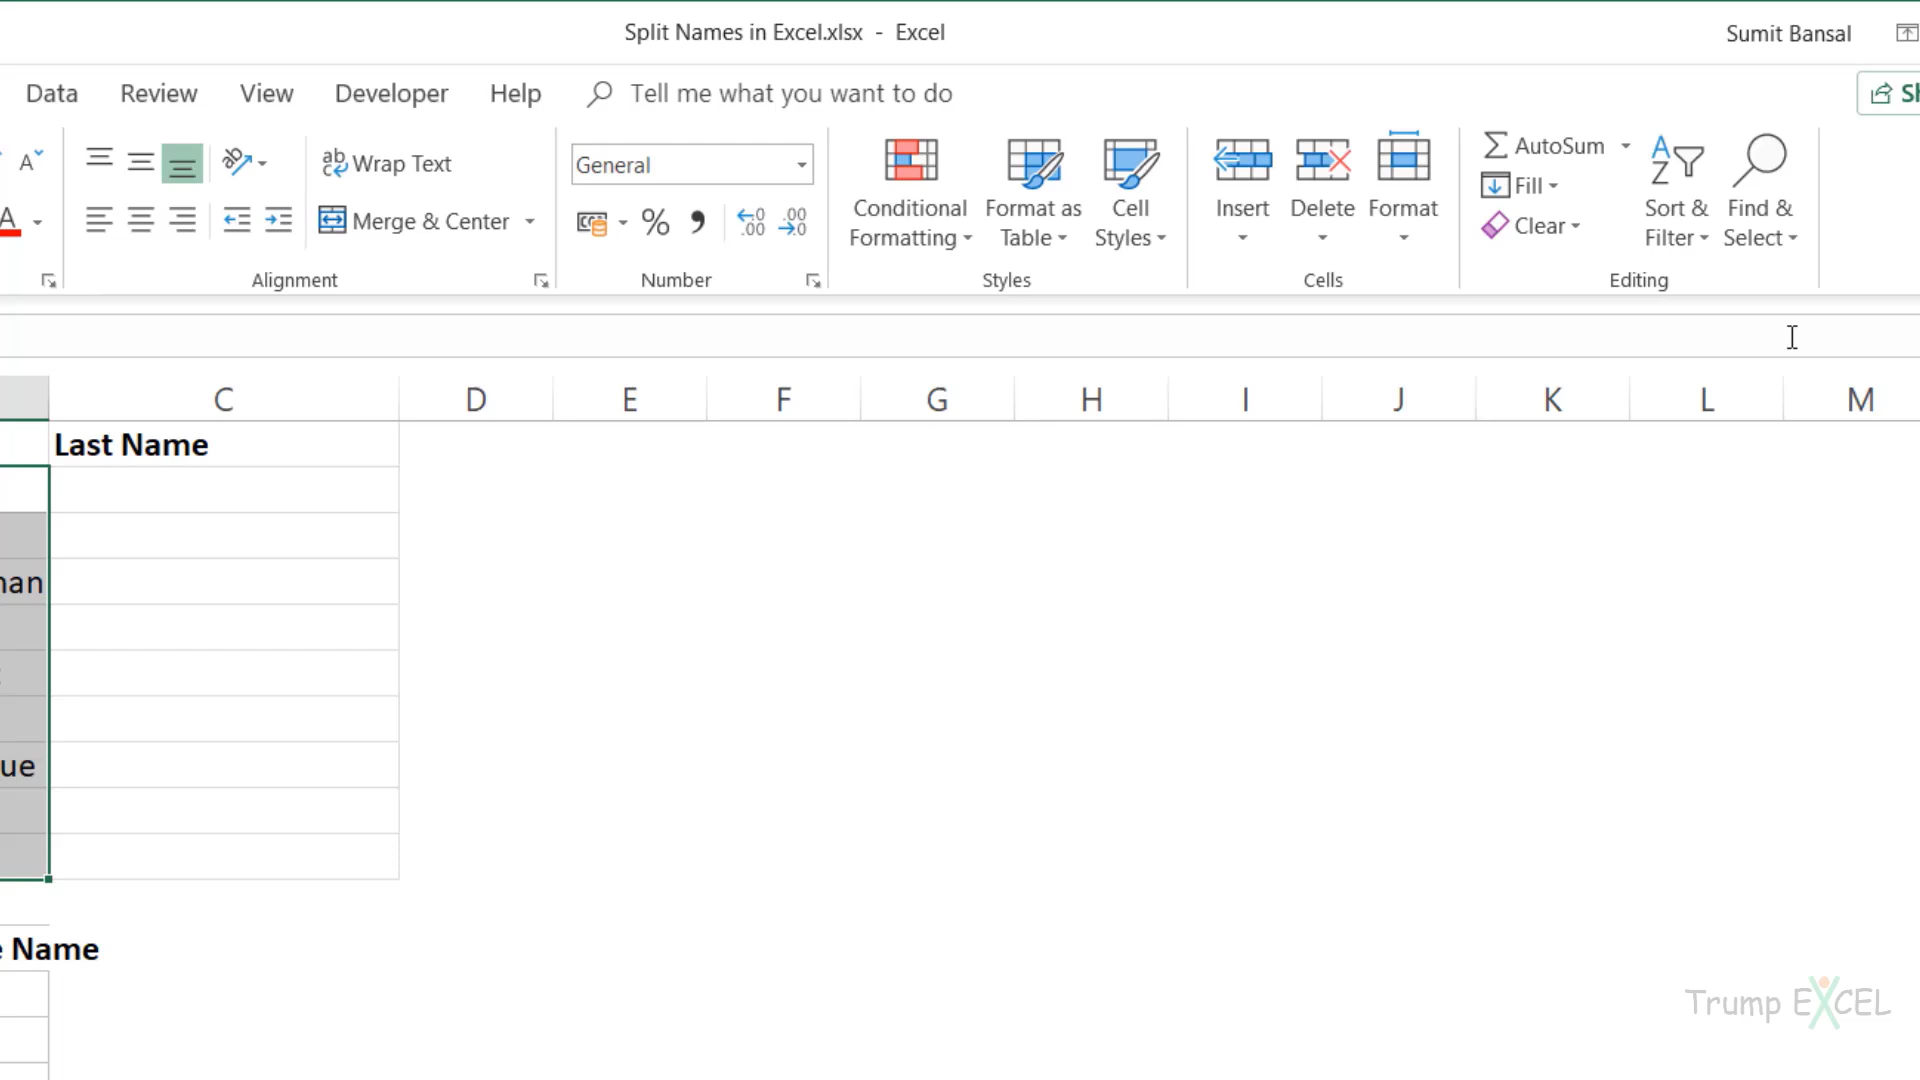 Split Names in Excel.xlsx - Excel
Sumit Bansal
Data Review View Developer Help Tell me what you want to do
Wrap Text
General
Merge & Center
Conditional Formatting
Format as Table
Cell Styles
Insert
Delete
Format
AutoSum
Fill
Clear
Sort & Filter
Find & Select
Alignment
Number
Styles
Cells
Editing
C D E F G H I J K L M
Last Name
Name
Trump EXCEL